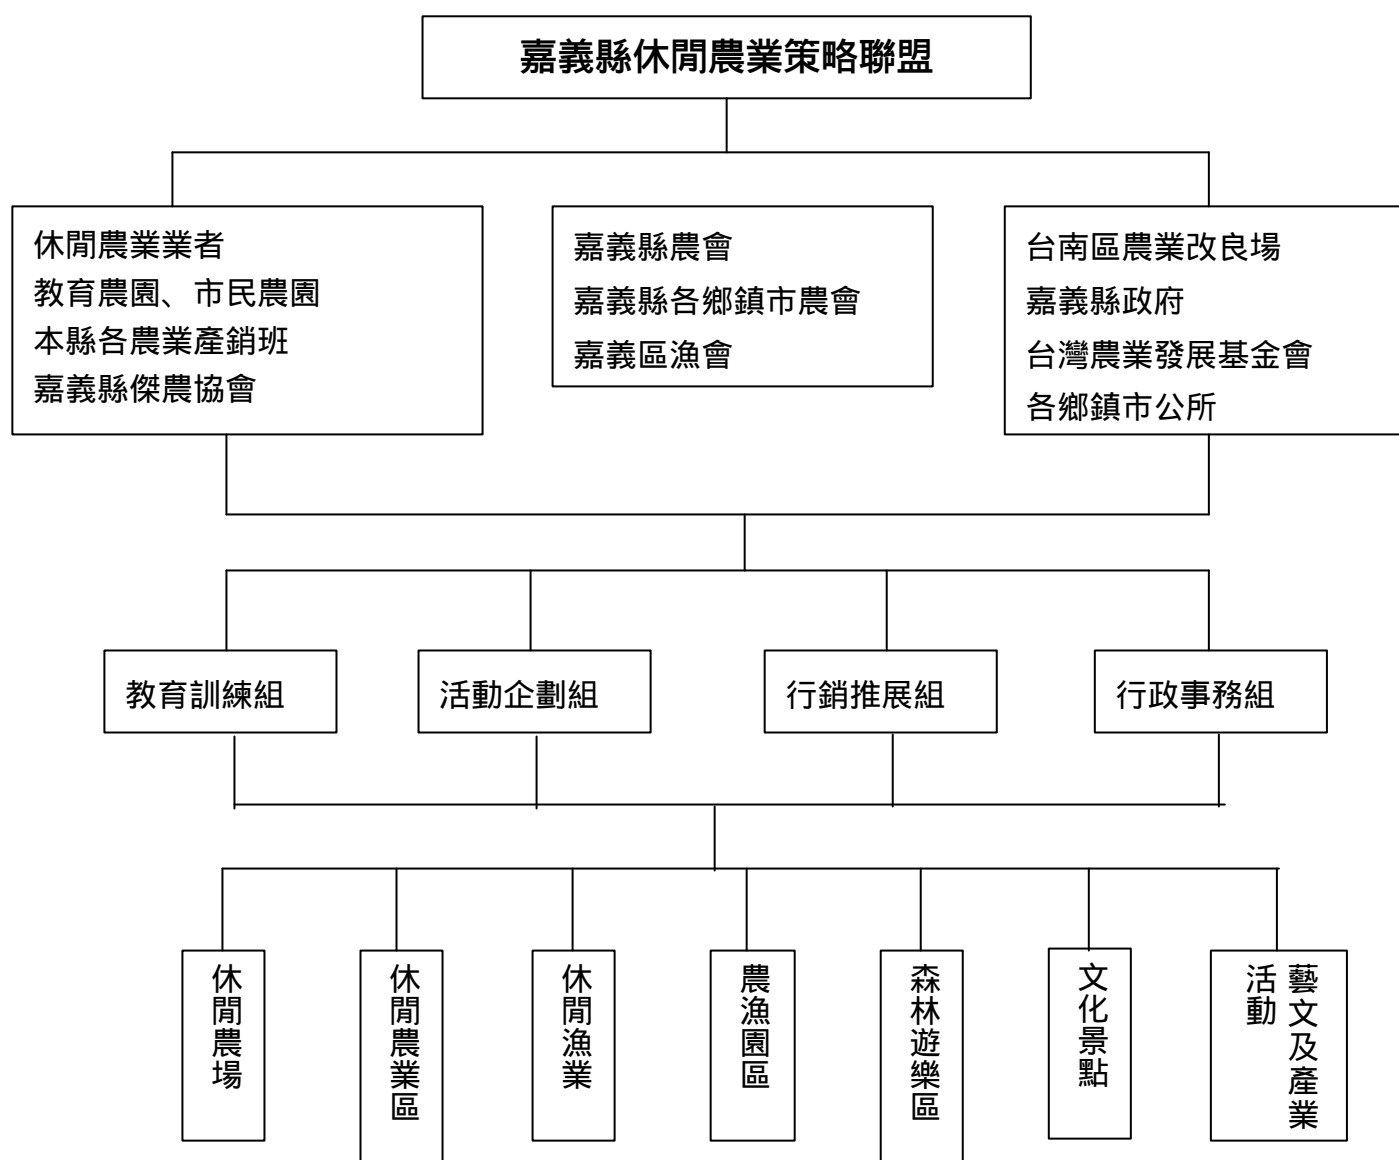 嘉義縣休閒農業策略聯盟
休閒農業業者
教育農園、市民農園
本縣各農業產銷班
嘉義縣傑農協會
嘉義縣農會
嘉義縣各鄉鎮市農會
嘉義區漁會
台南區農業改良場
嘉義縣政府
台灣農業發展基金會
各鄉鎮市公所
教育訓練組
活動企劃組
行銷推展組
行政事務組
休閒農場
休閒農業區
休閒漁業
農漁園區
森林遊樂區
文化景點
藝文及產業
活動